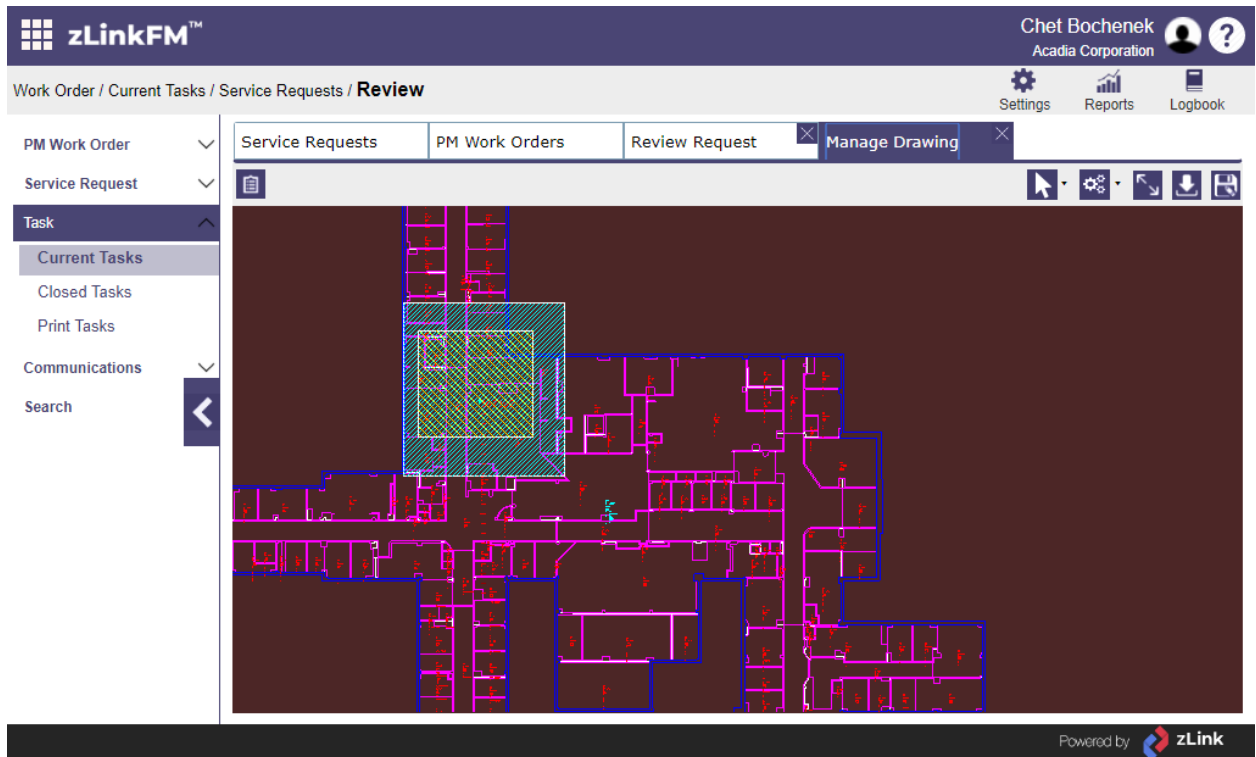 zLinkFM™
Chet Bochenek
Acadia Corporation
?
Work Order / Current Tasks / Service Requests / Review
Settings
Reports
Logbook
PM Work Order
Service Request
Task
Current Tasks
Closed Tasks
Print Tasks
Communications
Search
Service Requests
PM Work Orders
Review Request
Manage Drawing
Powered by zLink